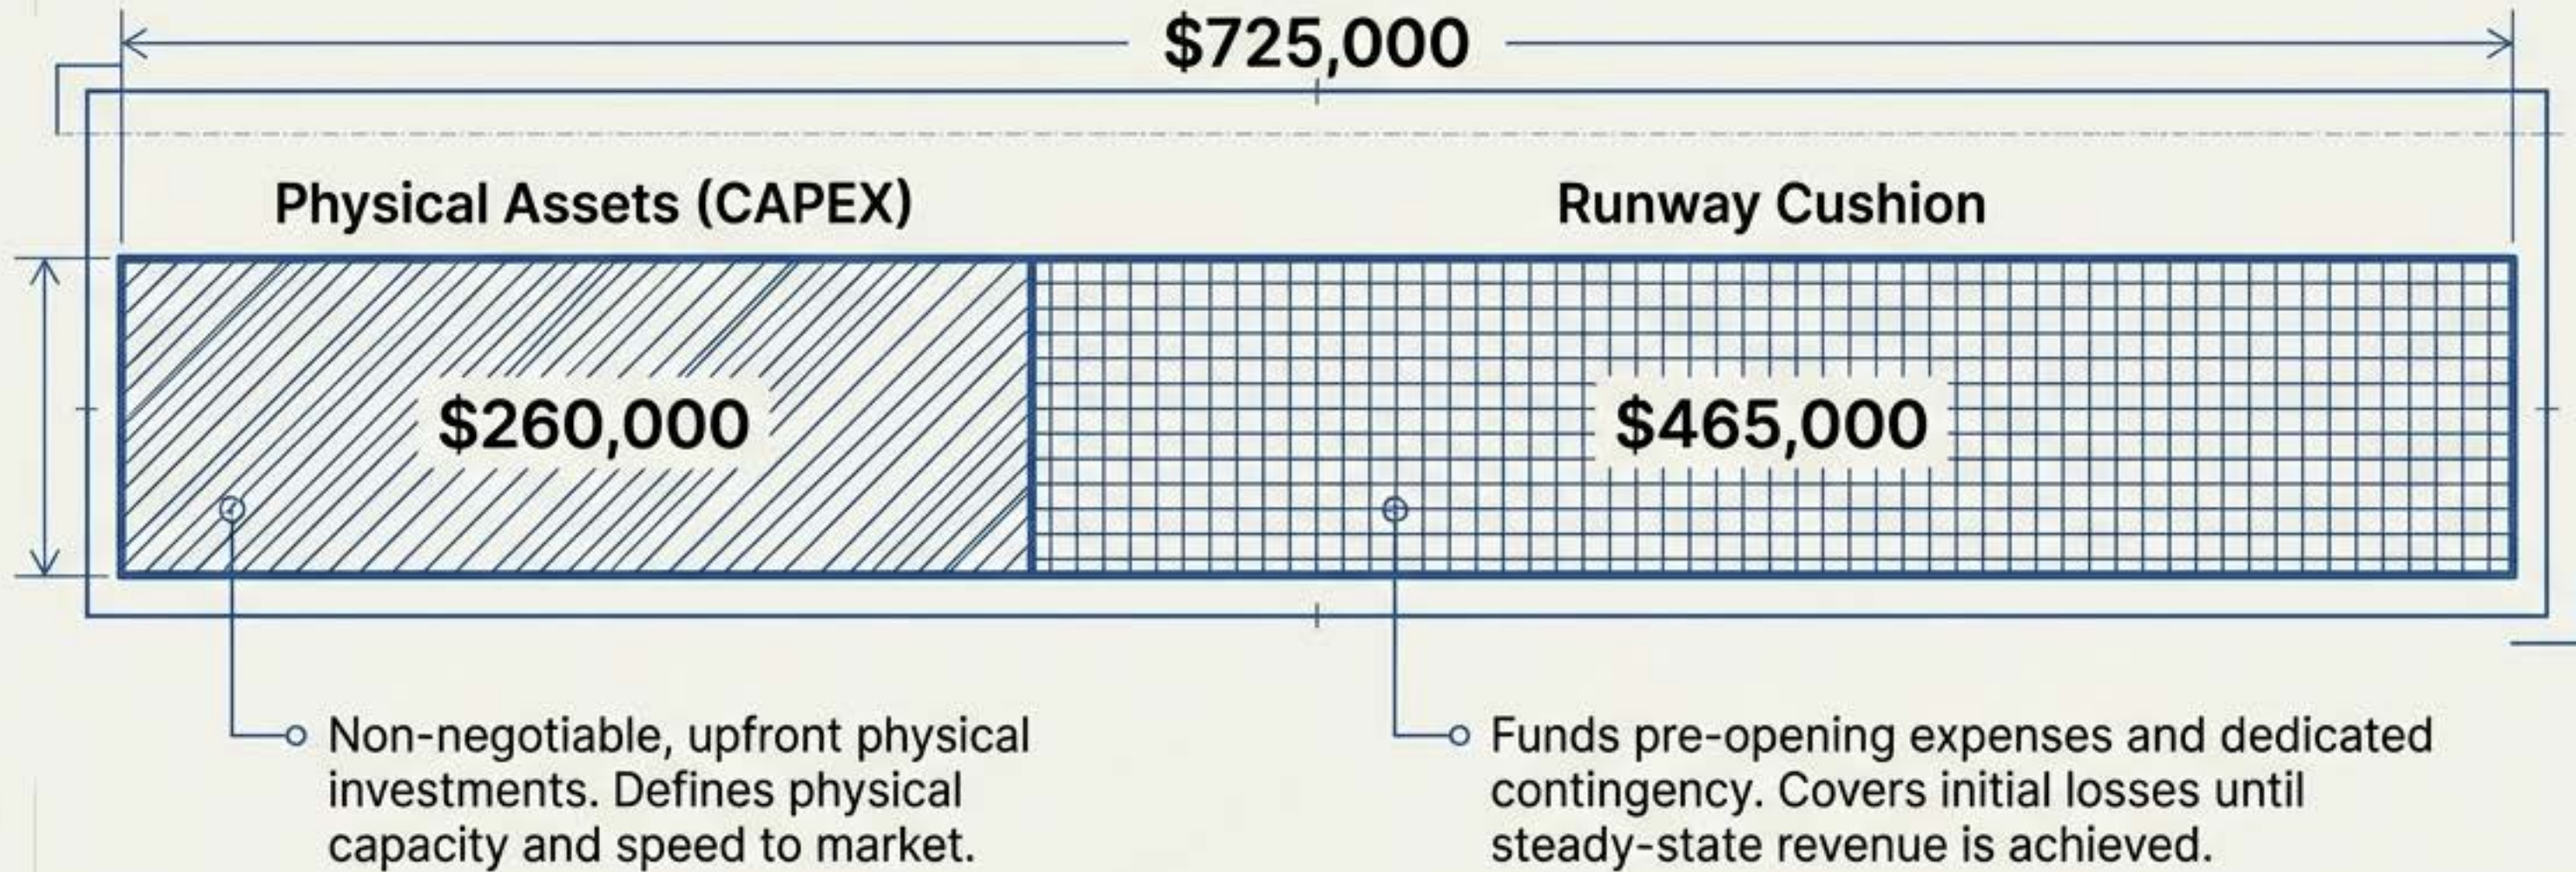 $725,000
Physical Assets (CAPEX)
Runway Cushion
$260,000
$465,000
Non-negotiable, upfront physical
investments. Defines physical
capacity and speed to market.
Funds pre-opening expenses and dedicated
contingency. Covers initial losses until
steady-state revenue is achieved.